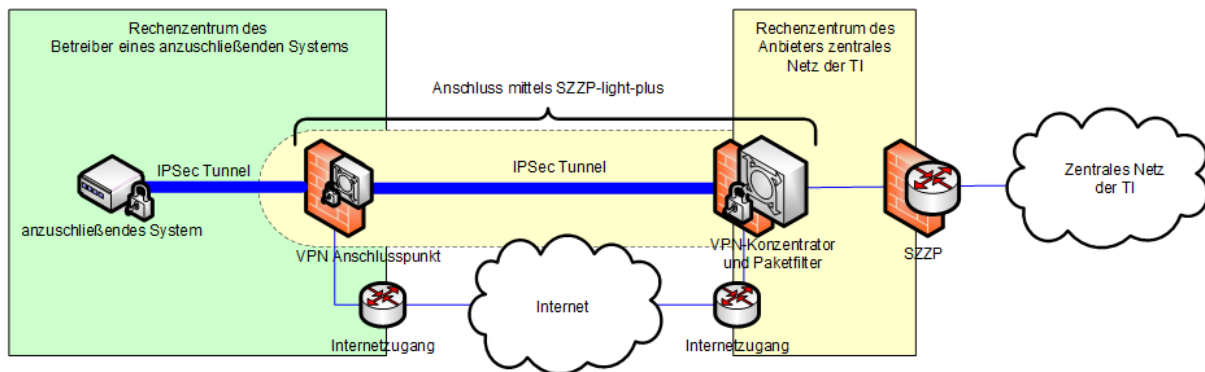 Rechenzentrum des
Betreiber eines anzuschließenden Systems
Rechenzentrum des
Anbieters zentrales
Netz der TI
Anschluss mittels SZZP-light-plus
IPSec Tunnel
IPSec Tunnel
Zentrales Netz
der TI
anzuschließendes System
VPN Anschlusspunkt
VPN-Konzentrator
und Paketfilter
SZZP
Internet
Internetzugang
Internetzugang